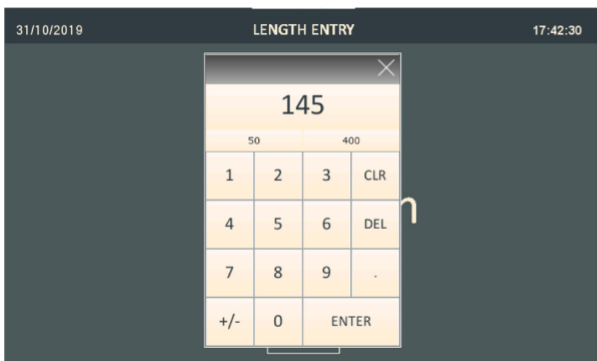 31/10/2019 LENGTH ENTRY 17:42:30
145
50 400
1 2 3 CLR
4 5 6 DEL
7 8 9 .
+/- 0 ENTER